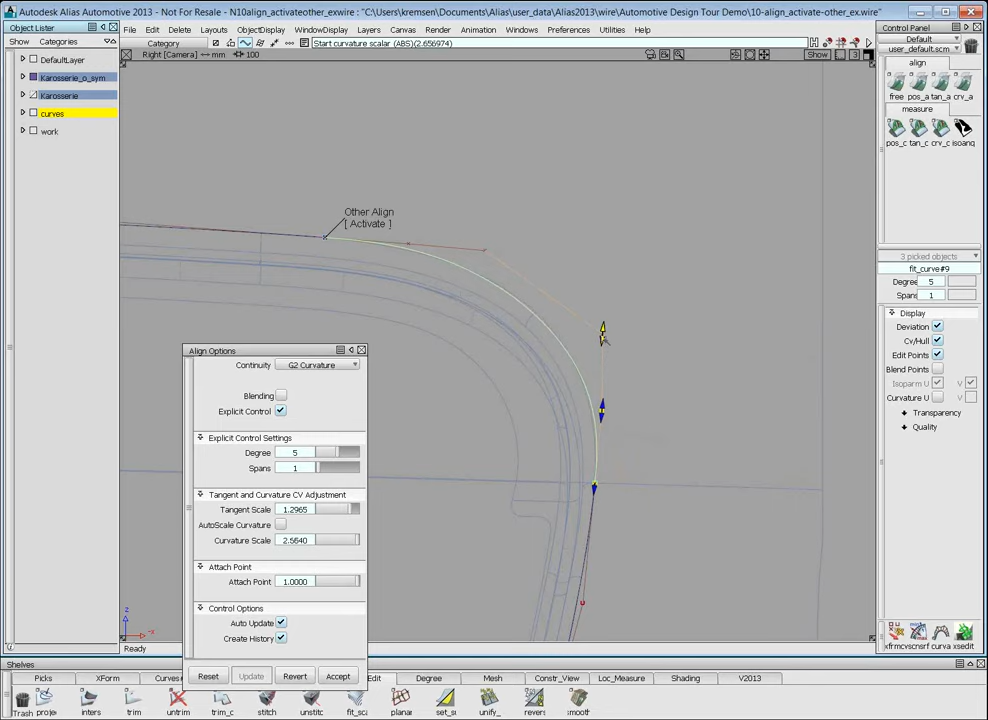 Autodesk Alias Automotive 2013 - Not For Resale - N10align_activateother_exwire : "C:\Users\kremsen\Documents\Alias\user_data\Alias2013\wire\Automotive Design Tour Demo\10-align_activate-other_ex.wire"
Object Lister
File Edit Delete Layouts ObjectDisplay WindowDisplay Layers Canvas Render Animation Windows Preferences Utilities Help
Control Panel
Show Categories
Category
Start curvature scalar (ABS)(2.656974)
Default
user_default.scm
Right [Camera] mm 100
Show
3
DefaultLayer
Karosserie_o_sym
Karosserie
curves
work
align
free pos_a tan_a crv_a
measure
pos_c tan_c crv_c isoang
Other Align
[ Activate ]
3 picked objects
fit_curve#9
Degree 5
Spans 1
Display
Deviation
Cv/Hull
Edit Points
Blend Points
Isoparm U V
Curvature U V
Transparency
Quality
Align Options
Continuity G2 Curvature
Blending
Explicit Control
Explicit Control Settings
Degree 5
Spans 1
Tangent and Curvature CV Adjustment
Tangent Scale 1.2965
AutoScale Curvature
Curvature Scale 2.5640
Attach Point
Attach Point 1.0000
Control Options
Auto Update
Create History
Reset Update Revert Accept
z
-x
Ready
xfrmcv scnsrf curva xsedit
Shelves
Picks XForm Curves Edit Degree Mesh Constr_View Loc_Measure Shading V2013
Trash proje inters trim untrim trim_c stitch unstitc fit_sca planar set_su unify_ revers smooth